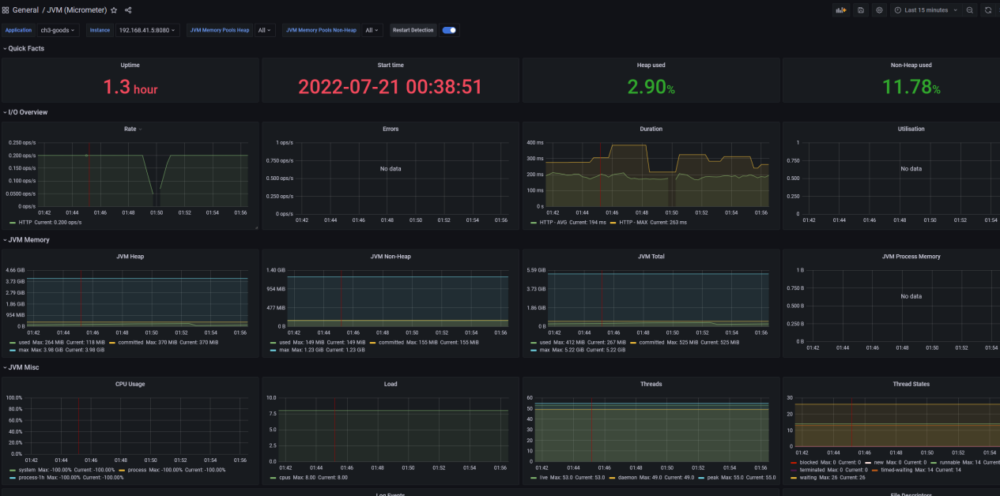 General / JVM (Micrometer)
Last 15 minutes
Application ch3-goods Instance 192.168.41.5:8080 JVM Memory Pools Heap All JVM Memory Pools Non-Heap All Restart Detection
Quick Facts
Uptime Start time Heap used Non-Heap used
1.3 hour 2022-07-21 00:38:51 2.90% 11.78%
I/O Overview
Rate
0.250 ops/s
0.200 ops/s
0.150 ops/s
0.100 ops/s
0.0500 ops/s
0 ops/s
01:42 01:44 01:46 01:48 01:50 01:52 01:54 01:56
HTTP Current: 0.200 ops/s
Errors
1 ops/s
0.750 ops/s
0.500 ops/s
0.250 ops/s
0 ops/s
No data
01:42 01:44 01:46 01:48 01:50 01:52 01:54 01:56
Duration
400 ms
300 ms
200 ms
100 ms
0 s
01:42 01:44 01:46 01:48 01:50 01:52 01:54 01:56
HTTP - AVG Current: 194 ms HTTP - MAX Current: 263 ms
Utilisation
1
0.750
0.500
0.250
0
No data
01:42 01:44 01:46 01:48 01:50 01:52 01:54
JVM Memory
JVM Heap
4.66 GiB
3.73 GiB
2.79 GiB
1.86 GiB
954 MiB
0 B
01:42 01:44 01:46 01:48 01:50 01:52 01:54 01:56
used Max: 264 MiB Current: 118 MiB committed Max: 370 MiB Current: 370 MiB
max Max: 3.98 GiB Current: 3.98 GiB
JVM Non-Heap
1.40 GiB
954 MiB
477 MiB
0 B
01:42 01:44 01:46 01:48 01:50 01:52 01:54 01:56
used Max: 149 MiB Current: 149 MiB committed Max: 155 MiB Current: 155 MiB
max Max: 1.23 GiB Current: 1.23 GiB
JVM Total
5.59 GiB
3.73 GiB
1.86 GiB
0 B
01:42 01:44 01:46 01:48 01:50 01:52 01:54 01:56
used Max: 412 MiB Current: 267 MiB committed Max: 525 MiB Current: 525 MiB
max Max: 5.22 GiB Current: 5.22 GiB
JVM Process Memory
1 B
0.750 B
0.500 B
0.250 B
0 B
No data
01:42 01:44 01:46 01:48 01:50 01:52 01:54
JVM Misc
CPU Usage
100.0%
80.0%
60.0%
40.0%
20.0%
0.0%
01:42 01:44 01:46 01:48 01:50 01:52 01:54 01:56
system Max: -100.00% Current: -100.00% process Max: -100.00% Current: -100.00%
process-1h Max: -100.00% Current: -100.00%
Load
10.0
7.5
5.0
2.5
0.0
01:42 01:44 01:46 01:48 01:50 01:52 01:54 01:56
cpus Max: 8.00 Current: 8.00
Threads
60
50
40
30
20
10
0
01:42 01:44 01:46 01:48 01:50 01:52 01:54 01:56
live Max: 53.0 Current: 53.0 daemon Max: 49.0 Current: 49.0 peak Max: 55.0 Current: 55.0
Thread States
30
20
10
0
01:42 01:44 01:46 01:48 01:50 01:52 01:54
blocked Max: 0 Current: 0 new Max: 0 Current: 0 runnable Max: 14 Current
terminated Max: 0 Current: 0 timed-waiting Max: 14 Current: 14
waiting Max: 26 Current: 26
Log Events File Descriptors